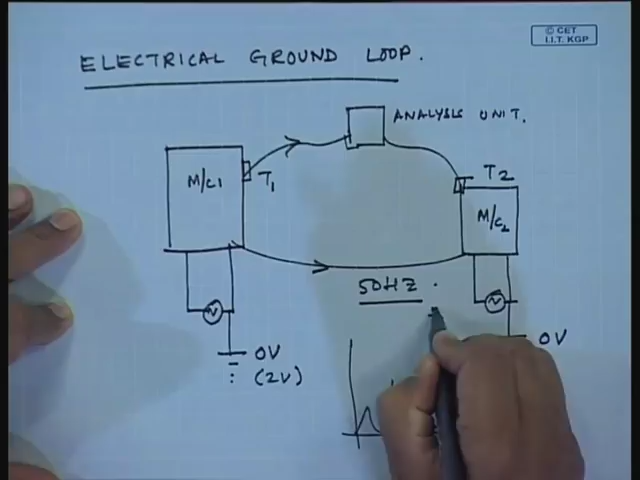 © CET
I.I.T. KGP
ELECTRICAL GROUND LOOP.
ANALYSIS UNIT.
M/C1
T1
T2
M/C2
50HZ
0V
(2V)
0V